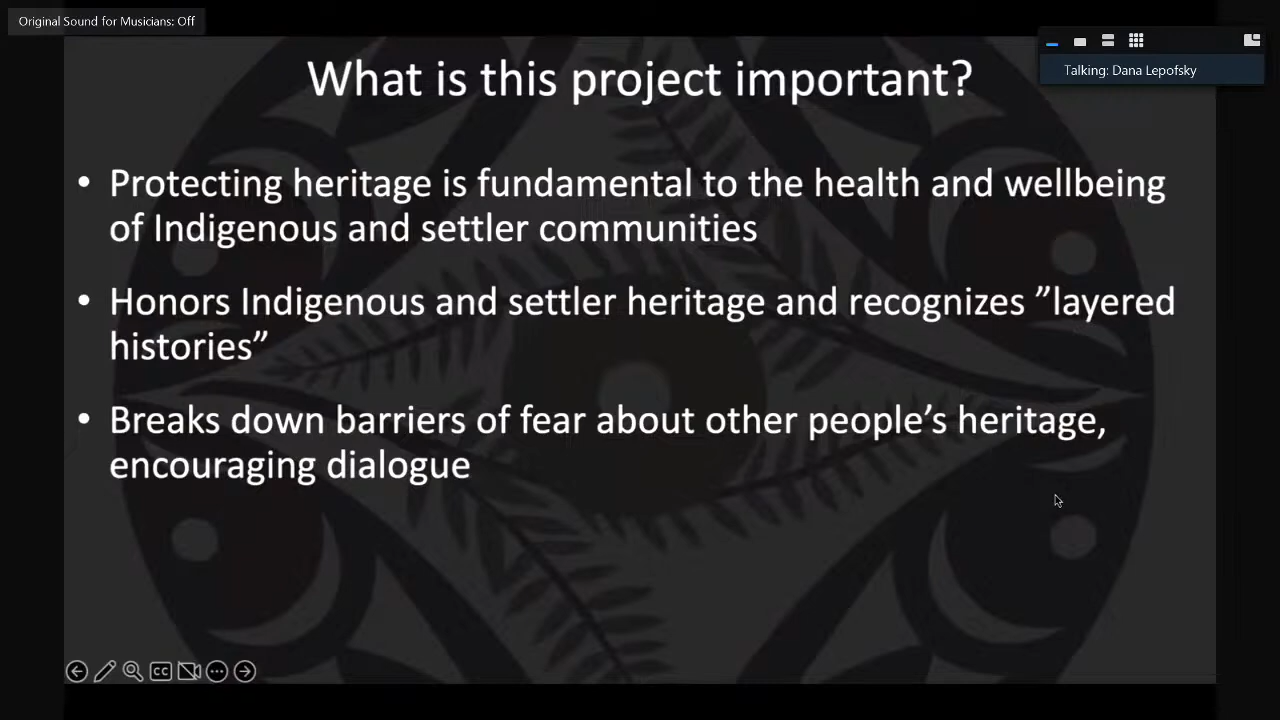 Original Sound for Musicians: Off
Talking: Dana Lepofsky
What is this project important?
• Protecting heritage is fundamental to the health and wellbeing
of Indigenous and settler communities
• Honors Indigenous and settler heritage and recognizes ”layered
histories”
• Breaks down barriers of fear about other people’s heritage,
encouraging dialogue
CC